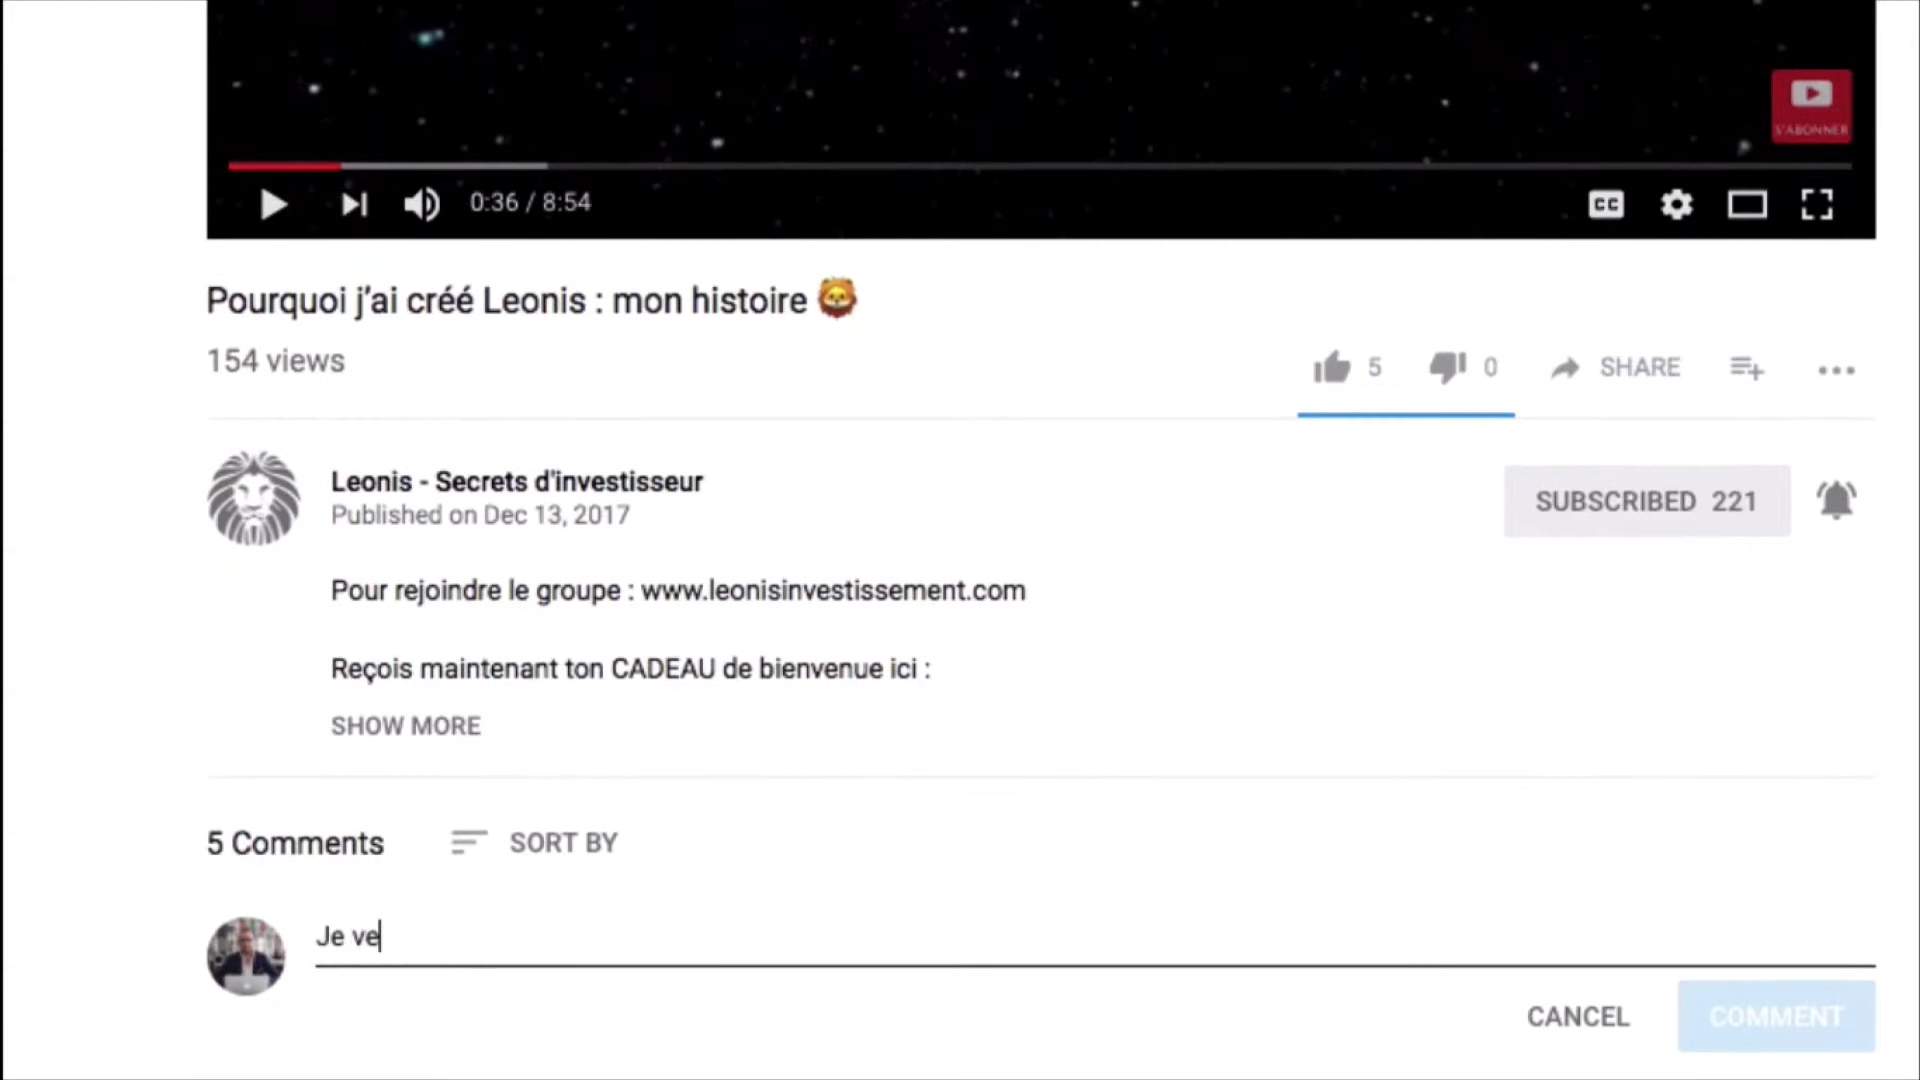 S'ABONNER
0:36 / 8:54
CC
Pourquoi j'ai créé Leonis : mon histoire
154 views
5 0 SHARE
Leonis - Secrets d'investisseur
Published on Dec 13, 2017
SUBSCRIBED 221
Pour rejoindre le groupe : www.leonisinvestissement.com
Reçois maintenant ton CADEAU de bienvenue ici :
SHOW MORE
5 Comments SORT BY
Je ve
CANCEL COMMENT